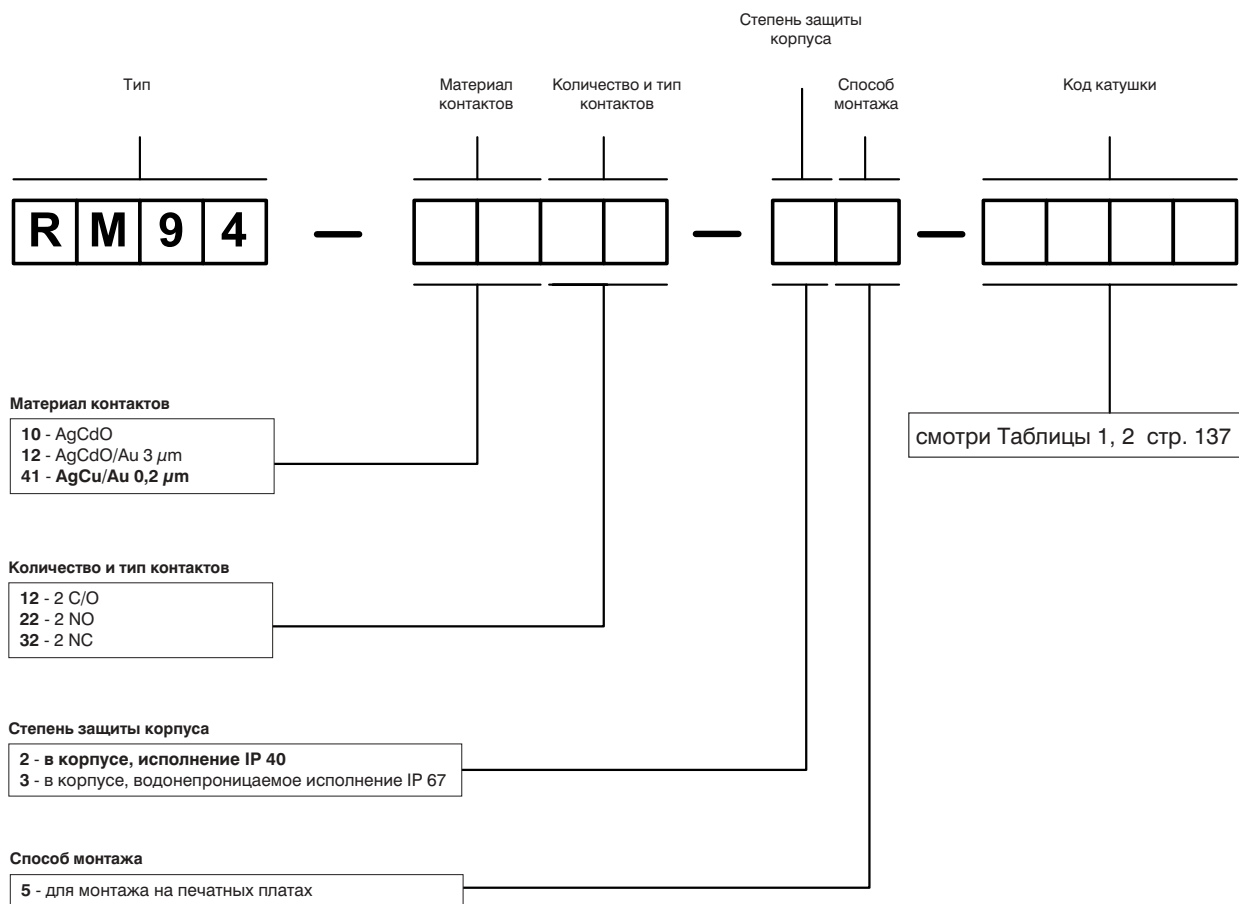 Степень защиты
корпуса
Тип
Материал
контактов
Количество и тип
контактов
Способ
монтажа
Код катушки
RM94
Материал контактов
10 - AgCdO
12 - AgCdO/Au 3 µm
41 - AgCu/Au 0,2 µm
смотри Таблицы 1, 2 стр. 137
Количество и тип контактов
12 - 2 C/O
22 - 2 NO
32 - 2 NC
Степень защиты корпуса
2 - в корпусе, исполнение IP 40
3 - в корпусе, водонепроницаемое исполнение IP 67
Способ монтажа
5 - для монтажа на печатных платах